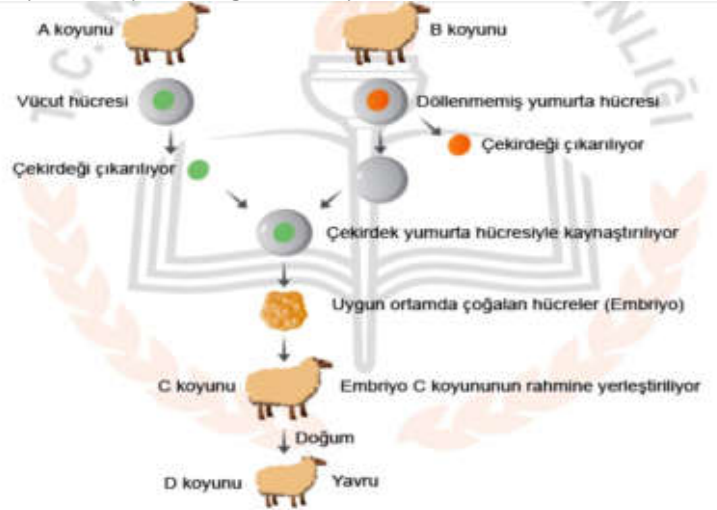 A koyunu
B koyunu
Vücut hücresi
Döllenmemiş yumurta hücresi
Çekirdeği çıkarılıyor
Çekirdeği çıkarılıyor
Çekirdek yumurta hücresiyle kaynaştırılıyor
Uygun ortamda çoğalan hücreler (Embriyo)
C koyunu
Embriyo C koyununun rahmine yerleştiriliyor
Doğum
D koyunu
Yavru